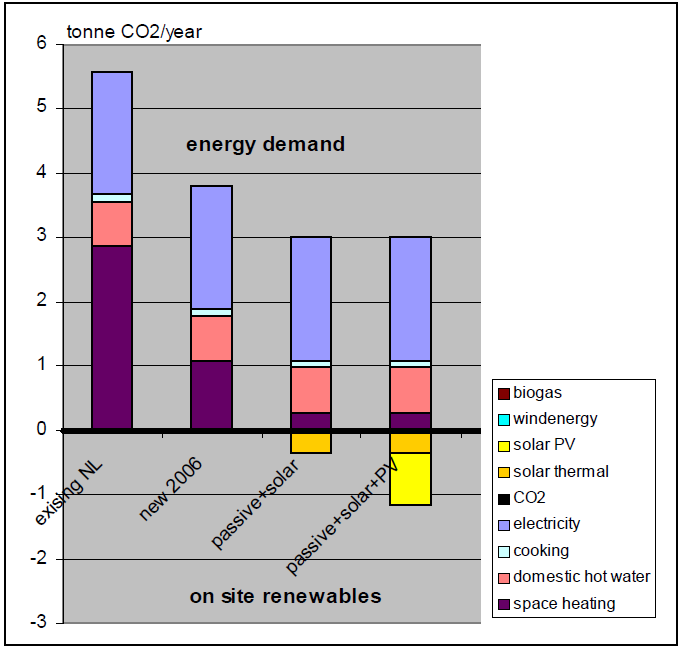 tonne CO2/year
6
5
4
3
2
1
0
-1
-2
-3
energy demand
exising NL
new 2006
passive+solar
passive+solar+PV
on site renewables
biogas
windenergy
solar PV
solar thermal
CO2
electricity
cooking
domestic hot water
space heating